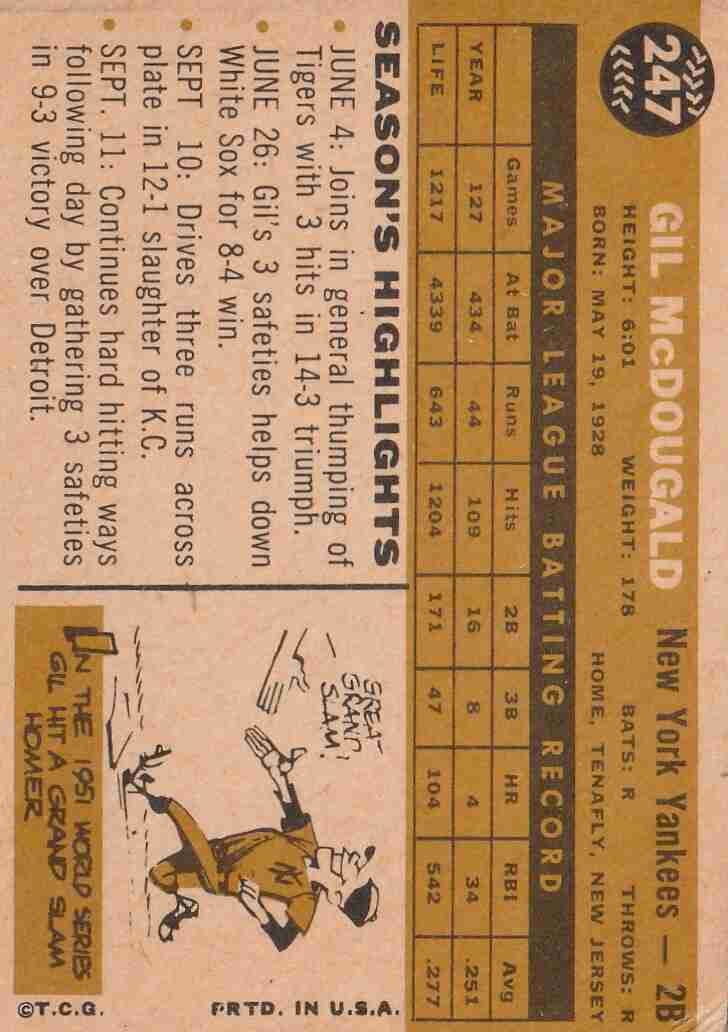 247
GIL McDOUGALD New York Yankees — 2B
HEIGHT: 6:01 WEIGHT: 178 BATS: R THROWS: R
BORN: MAY 19, 1928 HOME, TENAFLY, NEW JERSEY
MAJOR LEAGUE BATTING RECORD
Games At Bat Runs Hits 2B 3B HR RBI Avg
YEAR 127 434 44 109 16 8 4 34 .251
LIFE 1217 4339 643 1204 171 47 104 542 .277
SEASON'S HIGHLIGHTS
• JUNE 4: Joins in general thumping of
Tigers with 3 hits in 14-3 triumph.
• JUNE 26: Gil's 3 safeties helps down
White Sox for 8-4 win.
• SEPT 10: Drives three runs across
plate in 12-1 slaughter of K.C.
• SEPT. 11: Continues hard hitting ways
following day by gathering 3 safeties
in 9-3 victory over Detroit.
GREAT
GRAND
SLAM!
NY
IN THE 1951 WORLD SERIES
GIL HIT A GRAND SLAM
HOMER
©T.C.G. PRTD. IN U.S.A.